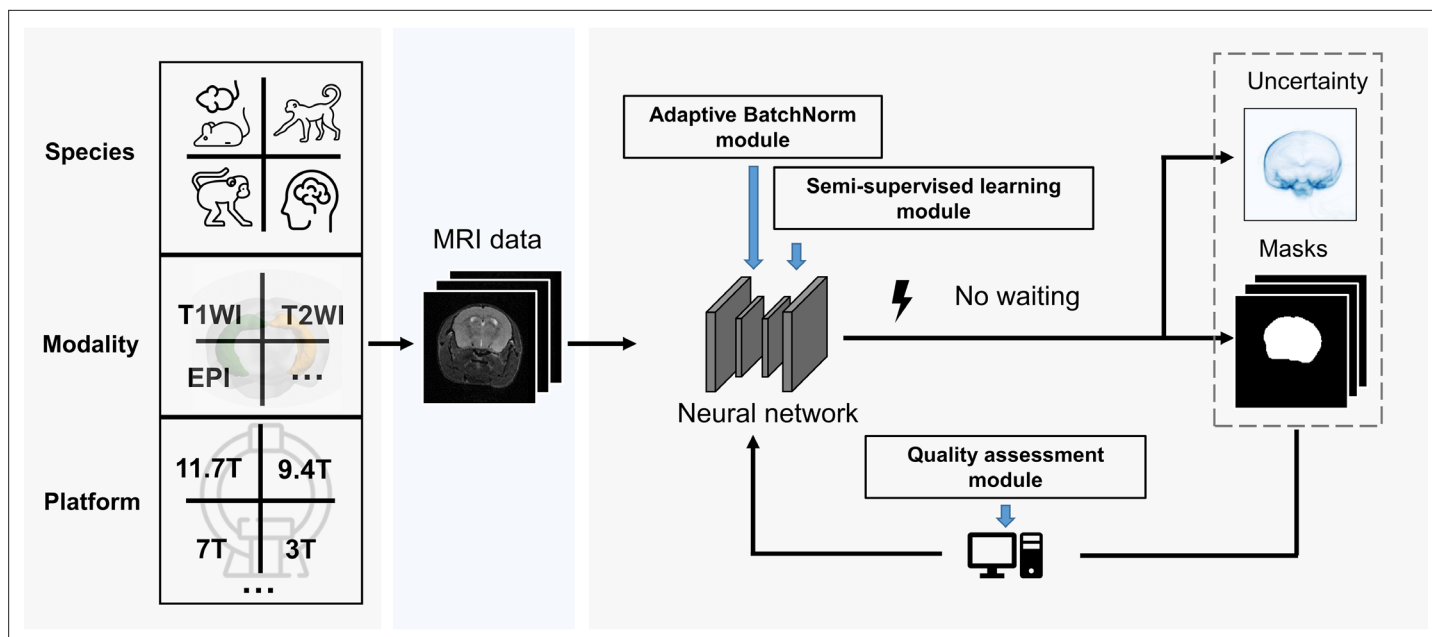 Species
Modality
T1WI
T2WI
EPI
...
Platform
11.7T
9.4T
7T
3T
...
MRI data
Adaptive BatchNorm
module
Semi-supervised learning
module
Neural network
No waiting
Quality assessment
module
Uncertainty
Masks